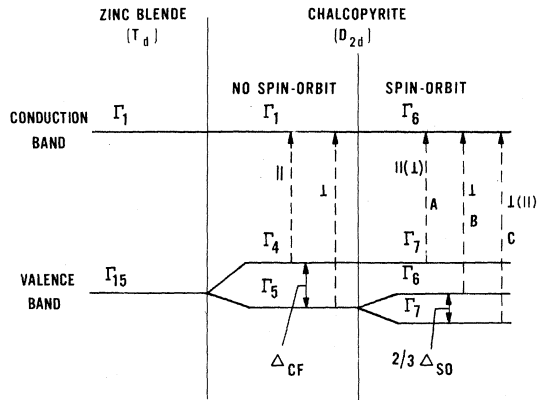 ZINC BLENDE
(T_d)
CHALCOPYRITE
(D_2d)
NO SPIN-ORBIT
SPIN-ORBIT
CONDUCTION
BAND
Γ1
Γ1
Γ6
||
⊥
||(⊥)
A
⊥
B
⊥(||)
C
VALENCE
BAND
Γ15
Γ4
Γ5
Γ7
Γ6
Γ7
Δ_CF
2/3 Δ_SO